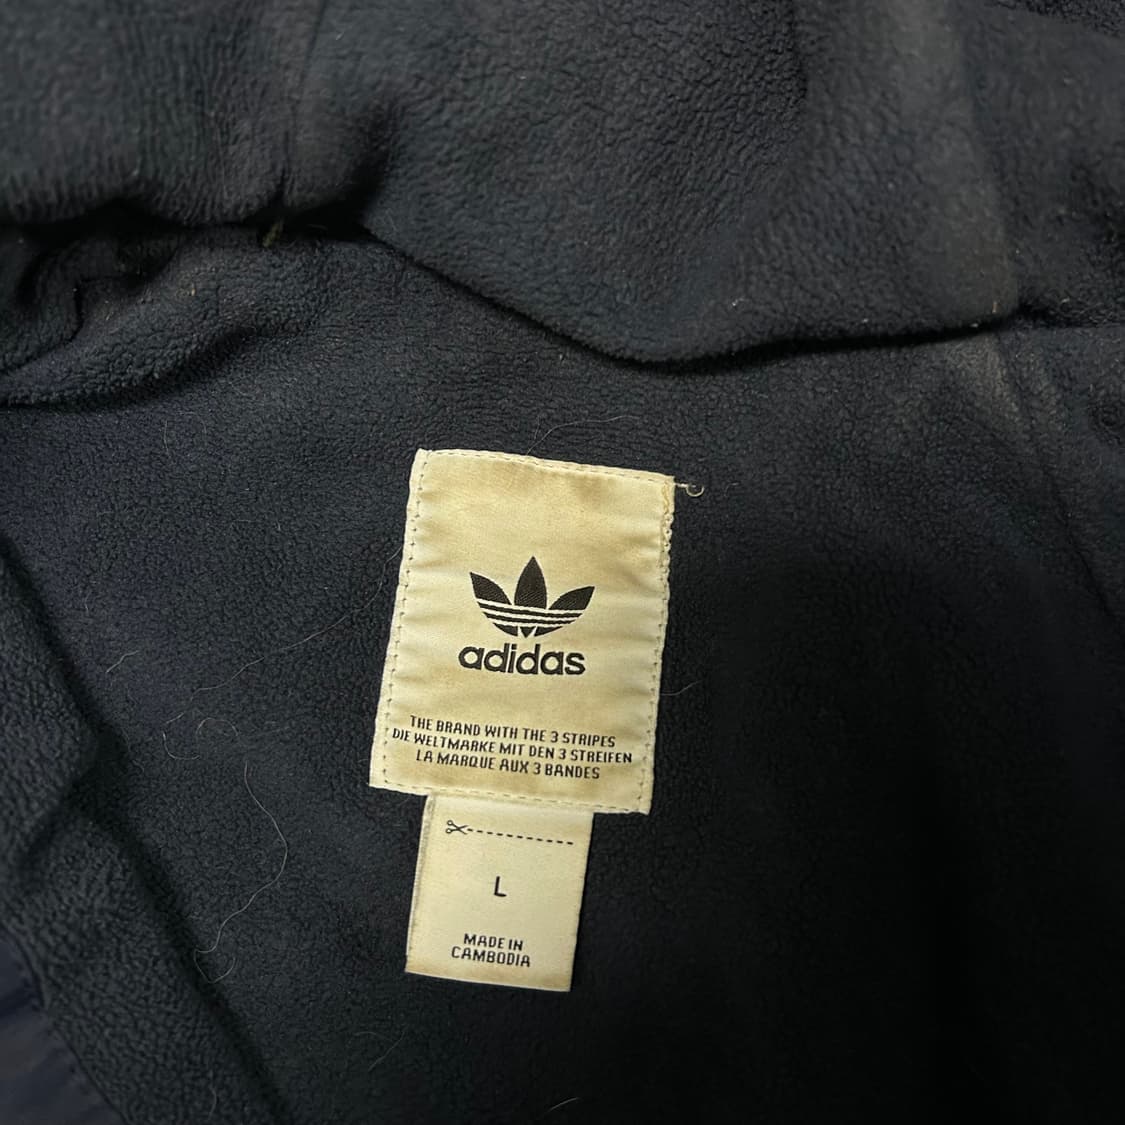 adidas
THE BRAND WITH THE 3 STRIPES
DIE WELTMARKE MIT DEN 3 STREIFEN
LA MARQUE AUX 3 BANDES
L
MADE IN
CAMBODIA